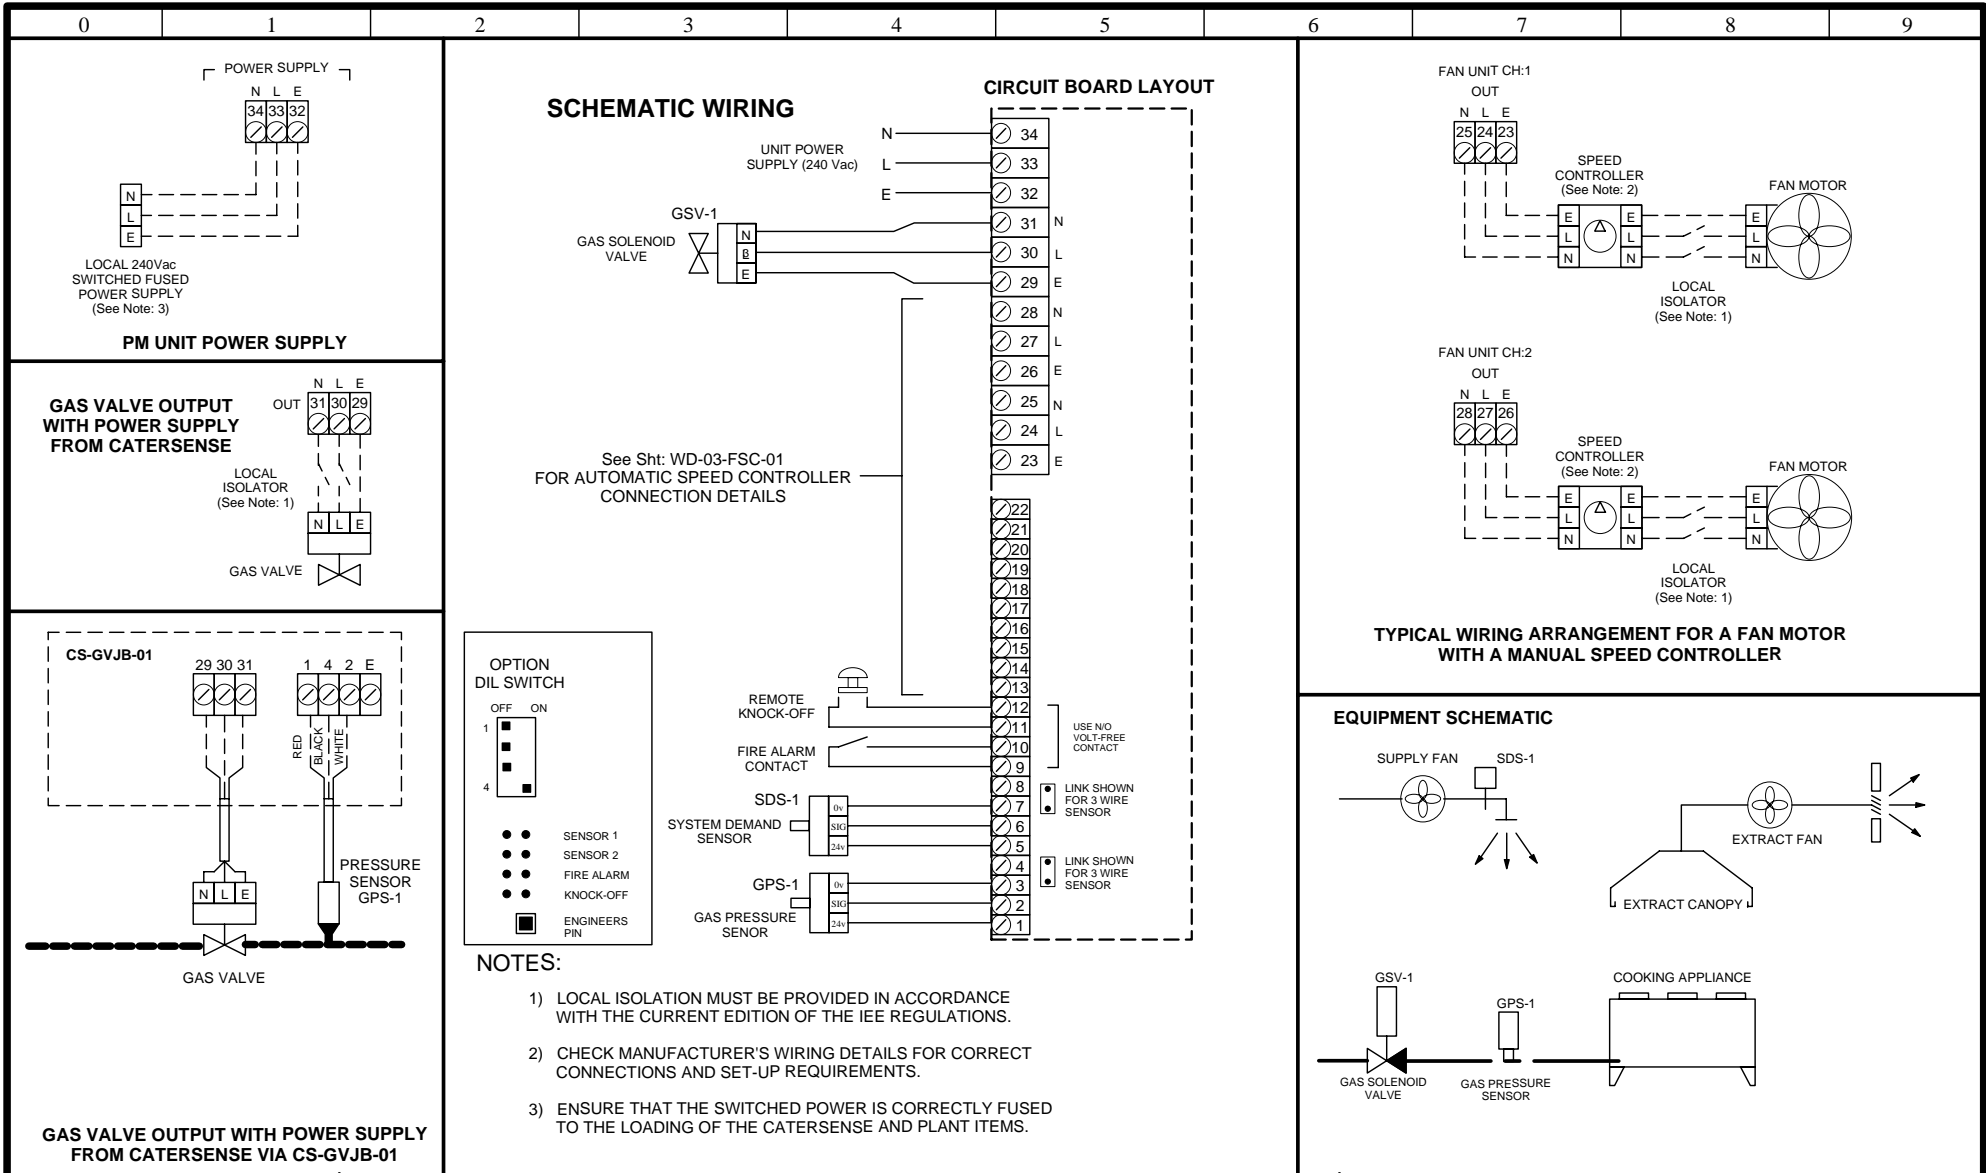 0 1 2 3 4 5 6 7 8 9
POWER SUPPLY
N L E
34 33 32
N
L
E
LOCAL 240Vac
SWITCHED FUSED
POWER SUPPLY
(See Note: 3)
PM UNIT POWER SUPPLY
GAS VALVE OUTPUT
WITH POWER SUPPLY
FROM CATERSENSE
N L E
OUT 31 30 29
LOCAL
ISOLATOR
(See Note: 1)
N L E
GAS VALVE
CS-GVJB-01
29 30 31
1 4 2 E
RED
BLACK
WHITE
PRESSURE
SENSOR
GPS-1
N L E
GAS VALVE
GAS VALVE OUTPUT WITH POWER SUPPLY
FROM CATERSENSE VIA CS-GVJB-01
SCHEMATIC WIRING
CIRCUIT BOARD LAYOUT
UNIT POWER
SUPPLY (240 Vac)
N
L
E
GSV-1
GAS SOLENOID
VALVE
N
E
34
33
32
31 N
30 L
29 E
28 N
27 L
26 E
25 N
24 L
23 E
See Sht: WD-03-FSC-01
FOR AUTOMATIC SPEED CONTROLLER
CONNECTION DETAILS
22
21
20
19
18
17
16
15
14
13
12
11
10
9
8
7
6
5
4
3
2
1
REMOTE
KNOCK-OFF
FIRE ALARM
CONTACT
USE N/O
VOLT-FREE
CONTACT
SDS-1
SYSTEM DEMAND
SENSOR
0v
SIG
24v
LINK SHOWN
FOR 3 WIRE
SENSOR
GPS-1
GAS PRESSURE
SENOR
0v
SIG
24v
LINK SHOWN
FOR 3 WIRE
SENSOR
OPTION
DIL SWITCH
OFF ON
1
4
SENSOR 1
SENSOR 2
FIRE ALARM
KNOCK-OFF
ENGINEERS
PIN
NOTES:
1) LOCAL ISOLATION MUST BE PROVIDED IN ACCORDANCE
WITH THE CURRENT EDITION OF THE IEE REGULATIONS.
2) CHECK MANUFACTURER'S WIRING DETAILS FOR CORRECT
CONNECTIONS AND SET-UP REQUIREMENTS.
3) ENSURE THAT THE SWITCHED POWER IS CORRECTLY FUSED
TO THE LOADING OF THE CATERSENSE AND PLANT ITEMS.
FAN UNIT CH:1
OUT
N L E
25 24 23
SPEED
CONTROLLER
(See Note: 2)
FAN MOTOR
E E E
L L L
N N N
LOCAL
ISOLATOR
(See Note: 1)
FAN UNIT CH:2
OUT
N L E
28 27 26
SPEED
CONTROLLER
(See Note: 2)
FAN MOTOR
E E E
L L L
N N N
LOCAL
ISOLATOR
(See Note: 1)
TYPICAL WIRING ARRANGEMENT FOR A FAN MOTOR
WITH A MANUAL SPEED CONTROLLER
EQUIPMENT SCHEMATIC
SUPPLY FAN
SDS-1
EXTRACT FAN
EXTRACT CANOPY
GSV-1
GPS-1
COOKING APPLIANCE
GAS SOLENOID
VALVE
GAS PRESSURE
SENSOR